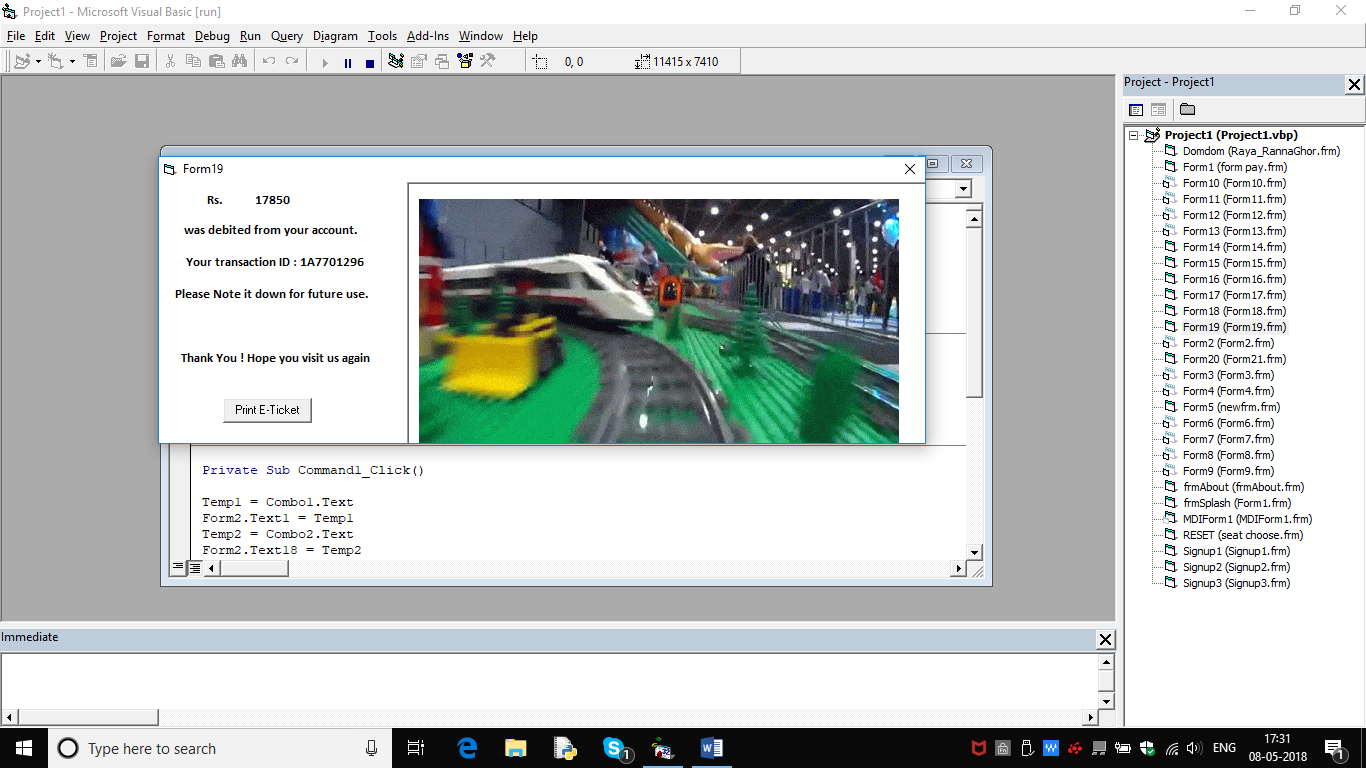 Project1 - Microsoft Visual Basic [run]
File Edit View Project Format Debug Run Query Diagram Tools Add-Ins Window Help
0, 0 11415 x 7410
Form19
Rs. 17850
was debited from your account.
Your transaction ID : 1A7701296
Please Note it down for future use.
Thank You ! Hope you visit us again
Print E-Ticket
Private Sub Command1_Click()
Temp1 = Combo1.Text
Form2.Text1 = Temp1
Temp2 = Combo2.Text
Form2.Text18 = Temp2
Immediate
Project - Project1
Project1 (Project1.vbp)
Domdom (Raya_RannaGhor.frm)
Form1 (form pay.frm)
Form10 (Form10.frm)
Form11 (Form11.frm)
Form12 (Form12.frm)
Form13 (Form13.frm)
Form14 (Form14.frm)
Form15 (Form15.frm)
Form16 (Form16.frm)
Form17 (Form17.frm)
Form18 (Form18.frm)
Form19 (Form19.frm)
Form2 (Form2.frm)
Form20 (Form21.frm)
Form3 (Form3.frm)
Form4 (Form4.frm)
Form5 (newfrm.frm)
Form6 (Form6.frm)
Form7 (Form7.frm)
Form8 (Form8.frm)
Form9 (Form9.frm)
frmAbout (frmAbout.frm)
frmSplash (Form1.frm)
MDIForm1 (MDIForm1.frm)
RESET (seat choose.frm)
Signup1 (Signup1.frm)
Signup2 (Signup2.frm)
Signup3 (Signup3.frm)
Type here to search
1
ENG
17:31
08-05-2018
1